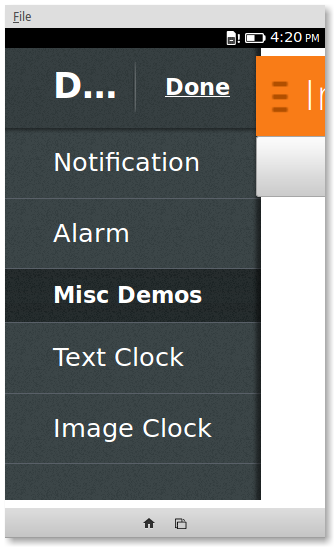 File
4:20 PM
D... Done
Notification
Alarm
Misc Demos
Text Clock
Image Clock